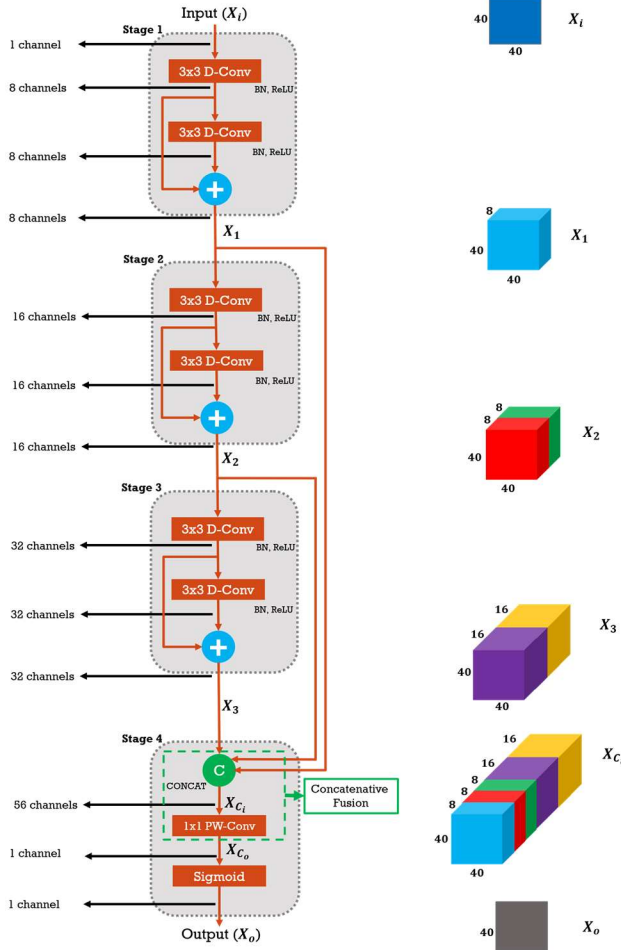 Input (Xᵢ)
Stage 1
1 channel
3x3 D-Conv
BN, ReLU
8 channels
3x3 D-Conv
BN, ReLU
8 channels
+
8 channels
X₁
Stage 2
3x3 D-Conv
BN, ReLU
16 channels
3x3 D-Conv
BN, ReLU
16 channels
+
16 channels
X₂
Stage 3
3x3 D-Conv
BN, ReLU
32 channels
3x3 D-Conv
BN, ReLU
32 channels
+
32 channels
X₃
Stage 4
C
CONCAT
Concatenative
Fusion
56 channels
X_Cᵢ
1x1 PW-Conv
1 channel
X_Cₒ
Sigmoid
1 channel
Output (Xₒ)
40
40
Xᵢ
8
40
40
X₁
8
8
40
40
X₂
16
16
40
40
X₃
16
16
8
8
8
40
40
X_C
40
Xₒ